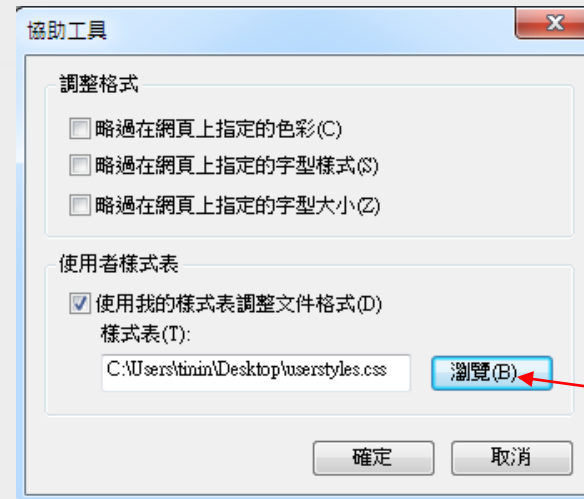 協助工具
調整格式
略過在網頁上指定的色彩(C)
略過在網頁上指定的字型樣式(S)
略過在網頁上指定的字型大小(Z)
使用者樣式表
使用我的樣式表調整文件格式(D)
樣式表(T):
C:\Users\tinin\Desktop\userstyles.css 瀏覽(B)...
確定 取消